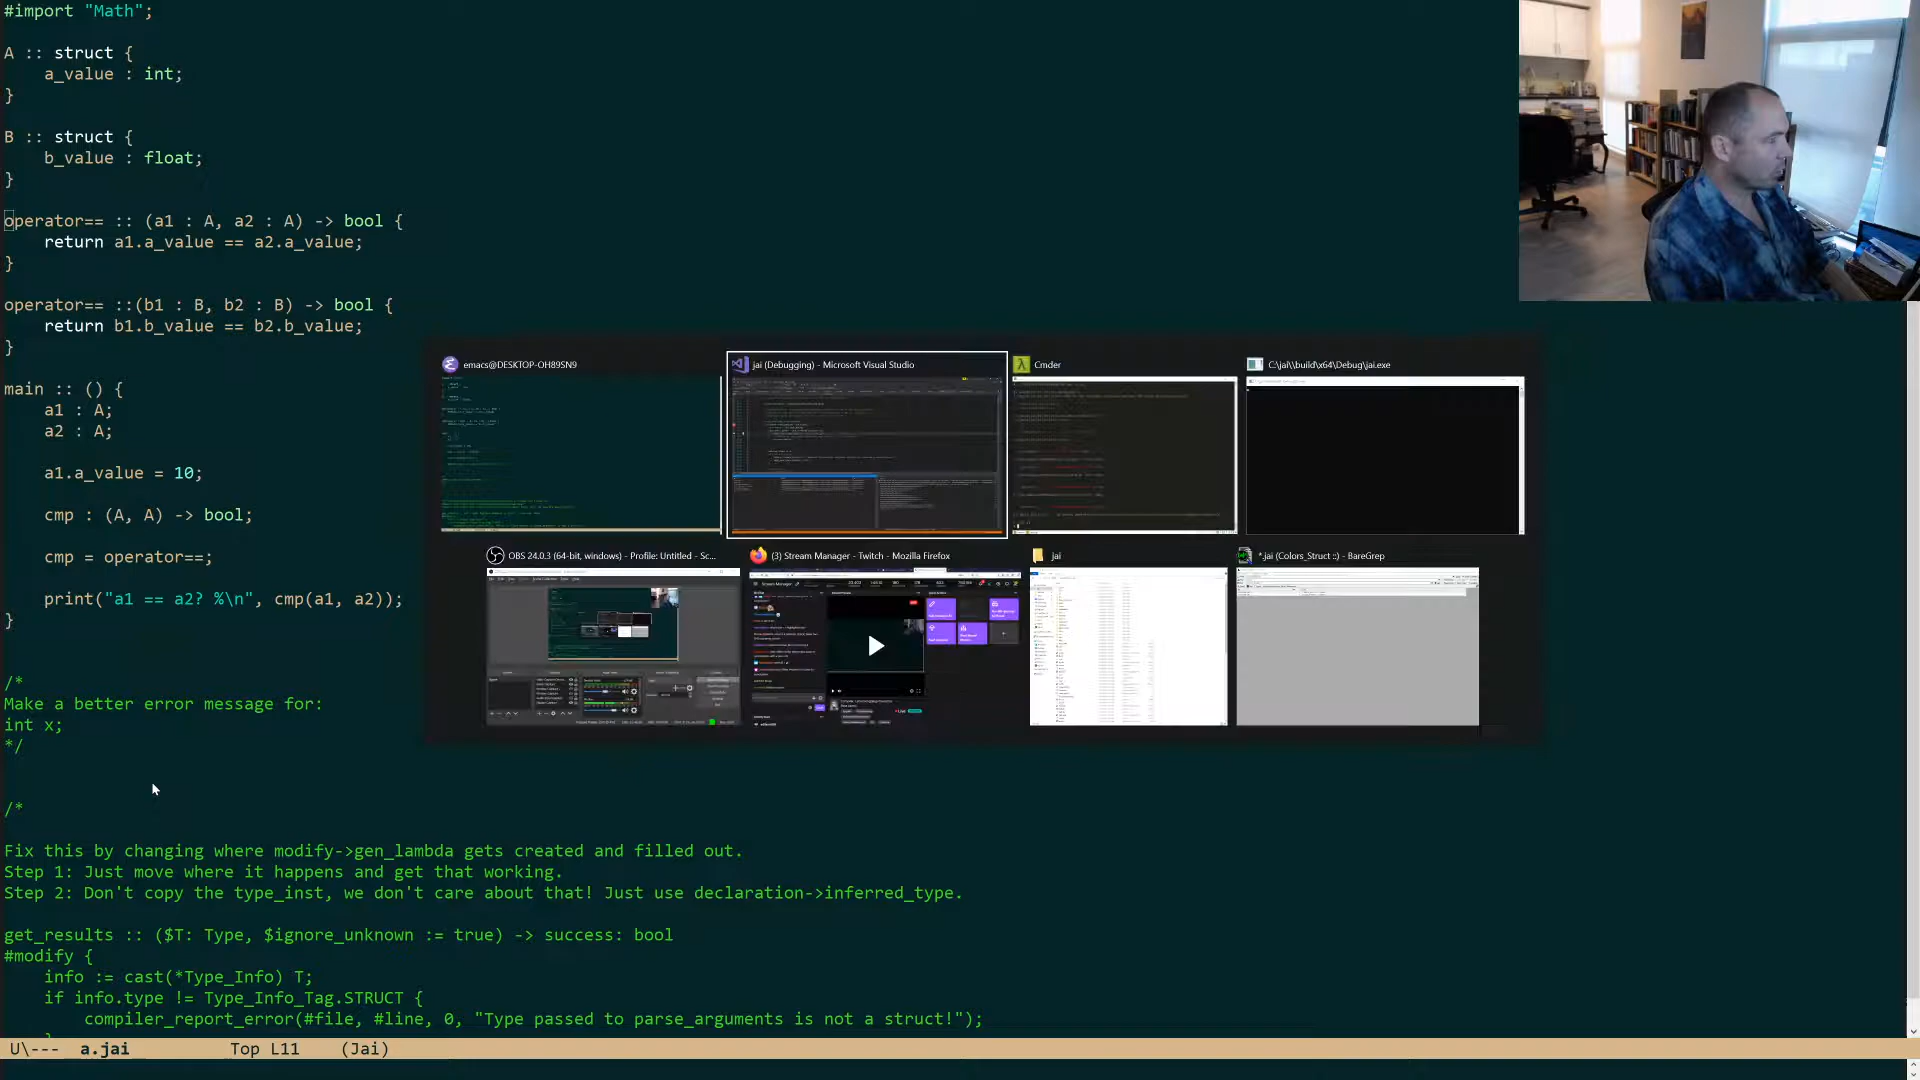 #import "Math";
A :: struct {
a_value : int;
}
B :: struct {
b_value : float;
}
operator== :: (a1 : A, a2 : A) -> bool {
return a1.a_value == a2.a_value;
}
operator== ::(b1 : B, b2 : B) -> bool {
return b1.b_value == b2.b_value;
}
main :: () {
a1 : A;
a2 : A;
a1.a_value = 10;
cmp : (A, A) -> bool;
cmp = operator==;
print("a1 == a2? %\n", cmp(a1, a2));
}
/*
Make a better error message for:
int x;
*/
/*
Fix this by changing where modify->gen_lambda gets created and filled out.
Step 1: Just move where it happens and get that working.
Step 2: Don't copy the type_inst, we don't care about that! Just use declaration->inferred_type.
get_results :: ($T: Type, $ignore_unknown := true) -> success: bool
#modify {
info := cast(*Type_Info) T;
if info.type != Type_Info_Tag.STRUCT {
compiler_report_error(#file, #line, 0, "Type passed to parse_arguments is not a struct!");
U\--- a.jai Top L11 (Jai)
emacs@DESKTOP-OH89SN9
jai (Debugging) - Microsoft Visual Studio
Cmder
C:\jai\\build\x64\Debug\jai.exe
OBS 24.0.3 (64-bit, windows) - Profile: Untitled - Sc...
(3) Stream Manager - Twitch - Mozilla Firefox
jai
*.jai (Colors_Struct ::) - BareGrep